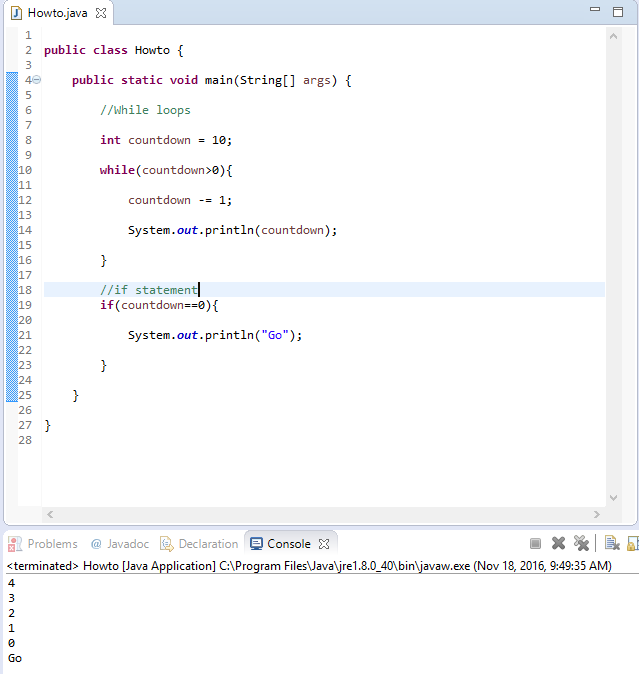 Howto.java
1
2 public class Howto {
3
4 public static void main(String[] args) {
5
6 //While loops
7
8 int countdown = 10;
9
10 while(countdown>0){
11
12 countdown -= 1;
13
14 System.out.println(countdown);
15
16 }
17
18 //if statement
19 if(countdown==0){
20
21 System.out.println("Go");
22
23 }
24
25 }
26
27 }
28
Problems @ Javadoc Declaration Console
<terminated> Howto [Java Application] C:\Program Files\Java\jre1.8.0_40\bin\javaw.exe (Nov 18, 2016, 9:49:35 AM)
4
3
2
1
0
Go